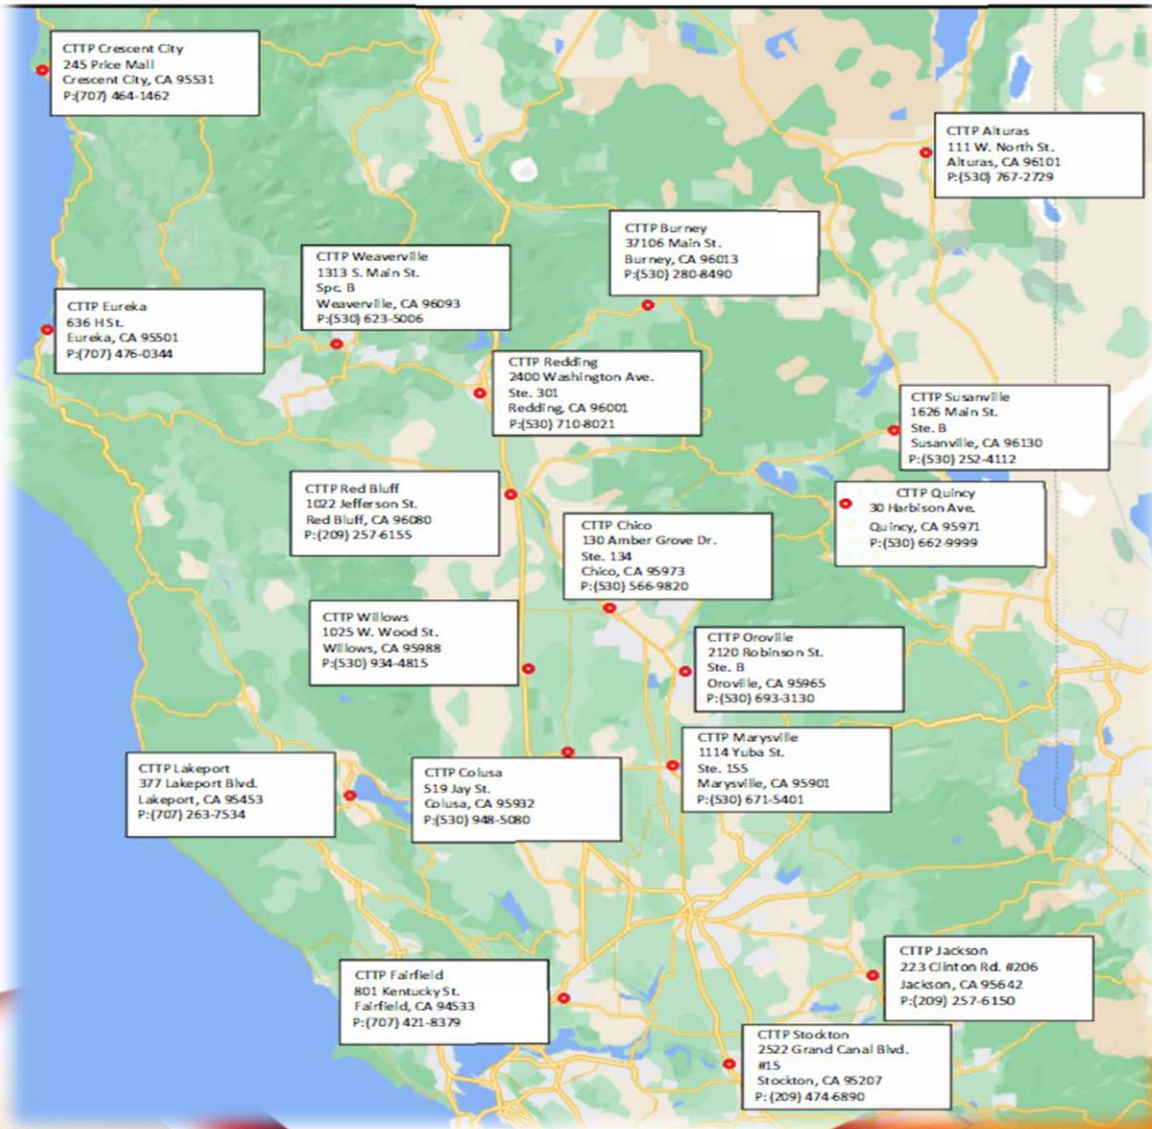 CTTP Crescent City
245 Price Mall
Crescent City, CA 95531
P:(707) 464-1462
CTTP Alturas
111 W. North St.
Alturas, CA 96101
P:(530) 767-2729
CTTP Burney
37106 Main St.
Burney, CA 96013
P:(530) 280-8490
CTTP Weaverville
1313 S. Main St.
Spc. B
Weaverville, CA 96093
P:(530) 623-5006
CTTP Eureka
636 H St.
Eureka, CA 95501
P:(707) 476-0344
CTTP Redding
2400 Washington Ave.
Ste. 301
Redding, CA 96001
P:(530) 710-8021
CTTP Susanville
1626 Main St.
Ste. B
Susanville, CA 96130
P:(530) 252-4112
CTTP Red Bluff
1022 Jefferson St.
Red Bluff, CA 96080
P:(209) 257-6155
CTTP Quincy
30 Harbison Ave.
Quincy, CA 95971
P:(530) 662-9999
CTTP Chico
130 Amber Grove Dr.
Ste. 134
Chico, CA 95973
P:(530) 566-9820
CTTP Willows
1025 W. Wood St.
Willows, CA 95988
P:(530) 934-4815
CTTP Oroville
2120 Robinson St.
Ste. B
Oroville, CA 95965
P:(530) 693-3130
CTTP Marysville
1114 Yuba St.
Ste. 155
Marysville, CA 95901
P:(530) 671-5401
CTTP Lakeport
377 Lakeport Blvd.
Lakeport, CA 95453
P:(707) 263-7534
CTTP Colusa
519 Jay St.
Colusa, CA 95932
P:(530) 948-5080
CTTP Jackson
223 Clinton Rd. #206
Jackson, CA 95642
P:(209) 257-6150
CTTP Fairfield
801 Kentucky St.
Fairfield, CA 94533
P:(707) 421-8379
CTTP Stockton
2522 Grand Canal Blvd.
#15
Stockton, CA 95207
P: (209) 474-6890